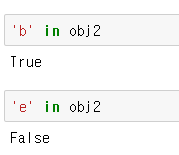 'b' in obj2
True
'e' in obj2
False